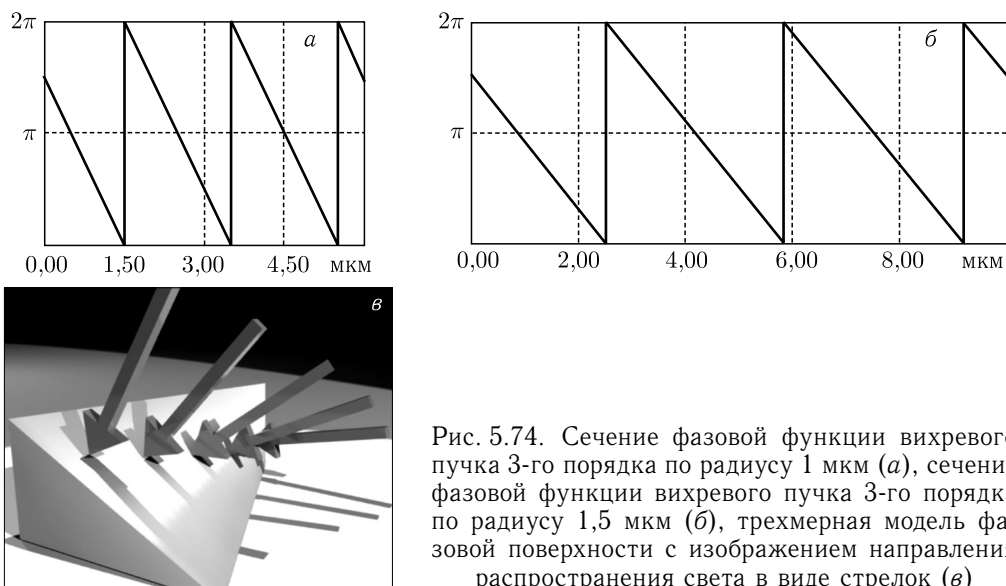 2π
а
π
0,00 1,50 3,00 4,50 мкм
2π
б
π
0,00 2,00 4,00 6,00 8,00 мкм
в
Рис. 5.74. Сечение фазовой функции вихревого
пучка 3-го порядка по радиусу 1 мкм (а), сечени
фазовой функции вихревого пучка 3-го порядк
по радиусу 1,5 мкм (б), трехмерная модель фа
зовой поверхности с изображением направлени
распространения света в виде стрелок (в)